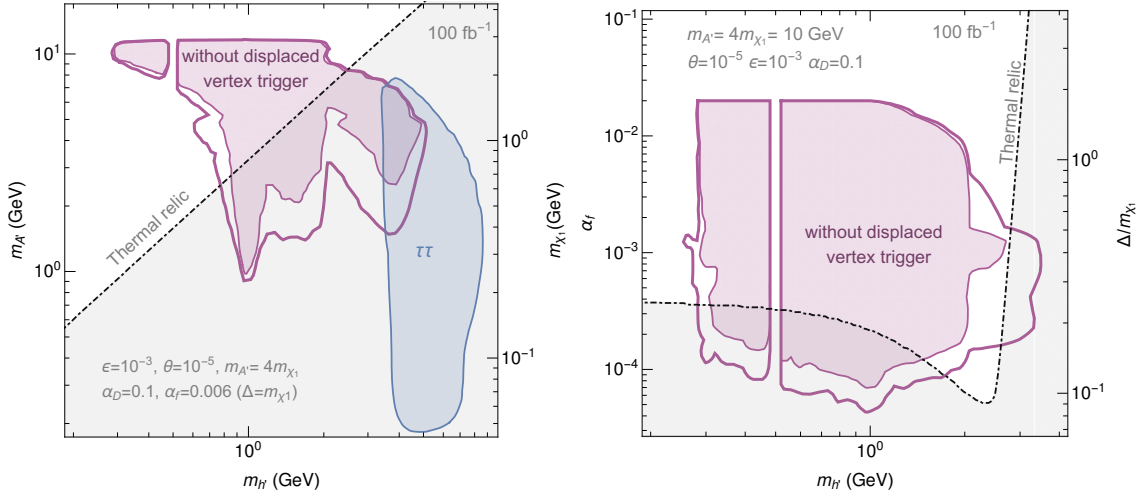 100 fb⁻¹
10¹
without displaced
vertex trigger
Thermal relic
10⁰
m_A' (GeV)
m_χ₁ (GeV)
ττ
10⁰
10⁻¹
ϵ=10⁻³, θ=10⁻⁵, m_A'= 4m_χ₁
α_D=0.1, α_f=0.006 (Δ=m_χ₁)
10⁰
m_h' (GeV)
10⁻¹
m_A'= 4m_χ₁= 10 GeV
100 fb⁻¹
θ=10⁻⁵ ϵ=10⁻³ α_D=0.1
Thermal relic
10⁻²
10⁰
α_f
Δ/m_χ₁
without displaced
vertex trigger
10⁻³
10⁻⁴
10⁻¹
10⁰
m_h' (GeV)